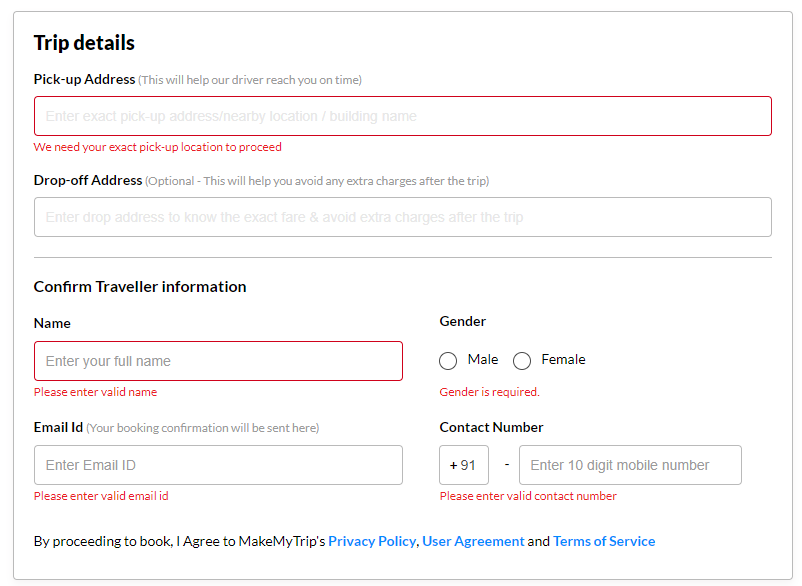 Trip details
Pick-up Address (This will help our driver reach you on time)
Enter exact pick-up address/nearby location / building name
We need your exact pick-up location to proceed
Drop-off Address (Optional - This will help you avoid any extra charges after the trip)
Enter drop address to know the exact fare & avoid extra charges after the trip
Confirm Traveller information
Name
Gender
Enter your full name
Male Female
Please enter valid name
Gender is required.
Email Id (Your booking confirmation will be sent here)
Contact Number
Enter Email ID
+ 91 - Enter 10 digit mobile number
Please enter valid email id
Please enter valid contact number
By proceeding to book, I Agree to MakeMyTrip's Privacy Policy, User Agreement and Terms of Service